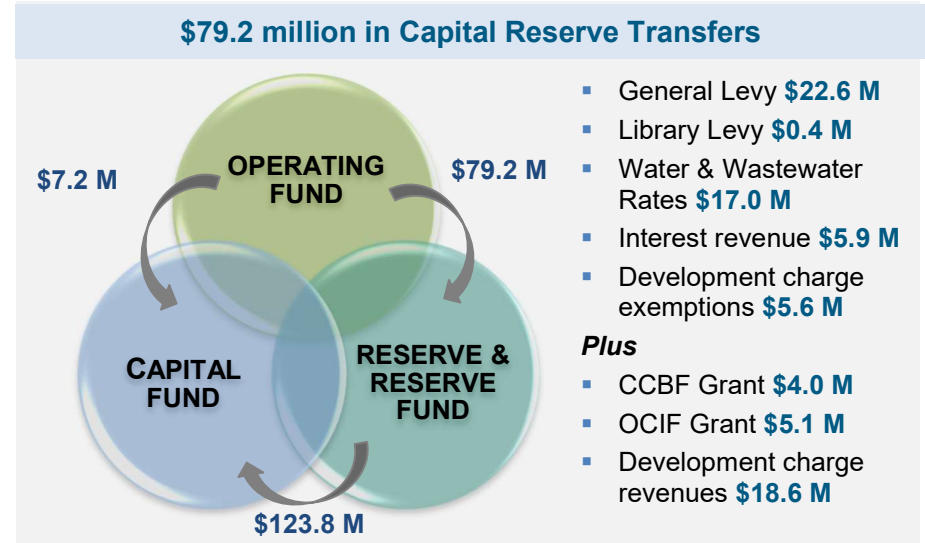 $79.2 million in Capital Reserve Transfers
$7.2 M
OPERATING
FUND
$79.2 M
CAPITAL
FUND
RESERVE &
RESERVE
FUND
$123.8 M
▪ General Levy $22.6 M
▪ Library Levy $0.4 M
▪ Water & Wastewater
Rates $17.0 M
▪ Interest revenue $5.9 M
▪ Development charge
exemptions $5.6 M
Plus
▪ CCBF Grant $4.0 M
▪ OCIF Grant $5.1 M
▪ Development charge
revenues $18.6 M